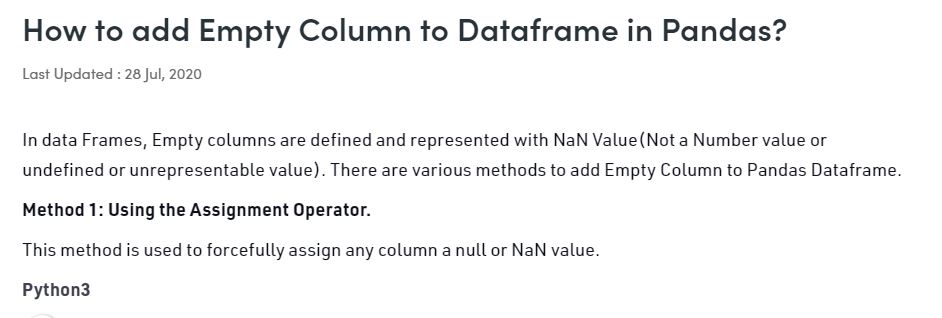 How to add Empty Column to Dataframe in Pandas?
Last Updated : 28 Jul, 2020
In data Frames, Empty columns are defined and represented with NaN Value(Not a Number value or
undefined or unrepresentable value). There are various methods to add Empty Column to Pandas Dataframe.
Method 1: Using the Assignment Operator.
This method is used to forcefully assign any column a null or NaN value.
Python3